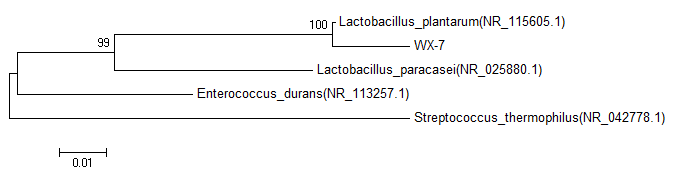 100
Lactobacillus_plantarum(NR_115605.1)
99
WX-7
Lactobacillus_paracasei(NR_025880.1)
Enterococcus_durans(NR_113257.1)
Streptococcus_thermophilus(NR_042778.1)
0.01